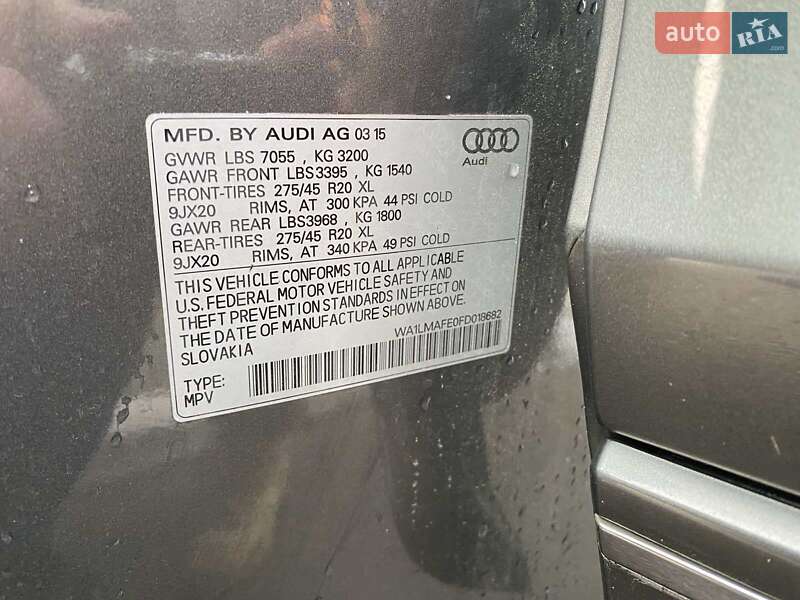 auto RIA
.com
MFD. BY AUDI AG 03 15
Audi
GVWR LBS 7055 , KG 3200
GAWR FRONT LBS3395 , KG 1540
FRONT-TIRES 275/45 R20 XL
9JX20 RIMS, AT 300 KPA 44 PSI COLD
GAWR REAR LBS3968 , KG 1800
REAR-TIRES 275/45 R20 XL
9JX20 RIMS, AT 340 KPA 49 PSI COLD
THIS VEHICLE CONFORMS TO ALL APPLICABLE
U.S. FEDERAL MOTOR VEHICLE SAFETY AND
THEFT PREVENTION STANDARDS IN EFFECT ON
THE DATE OF MANUFACTURE SHOWN ABOVE.
SLOVAKIA
WA1LMAFE0FD018682
TYPE:
MPV